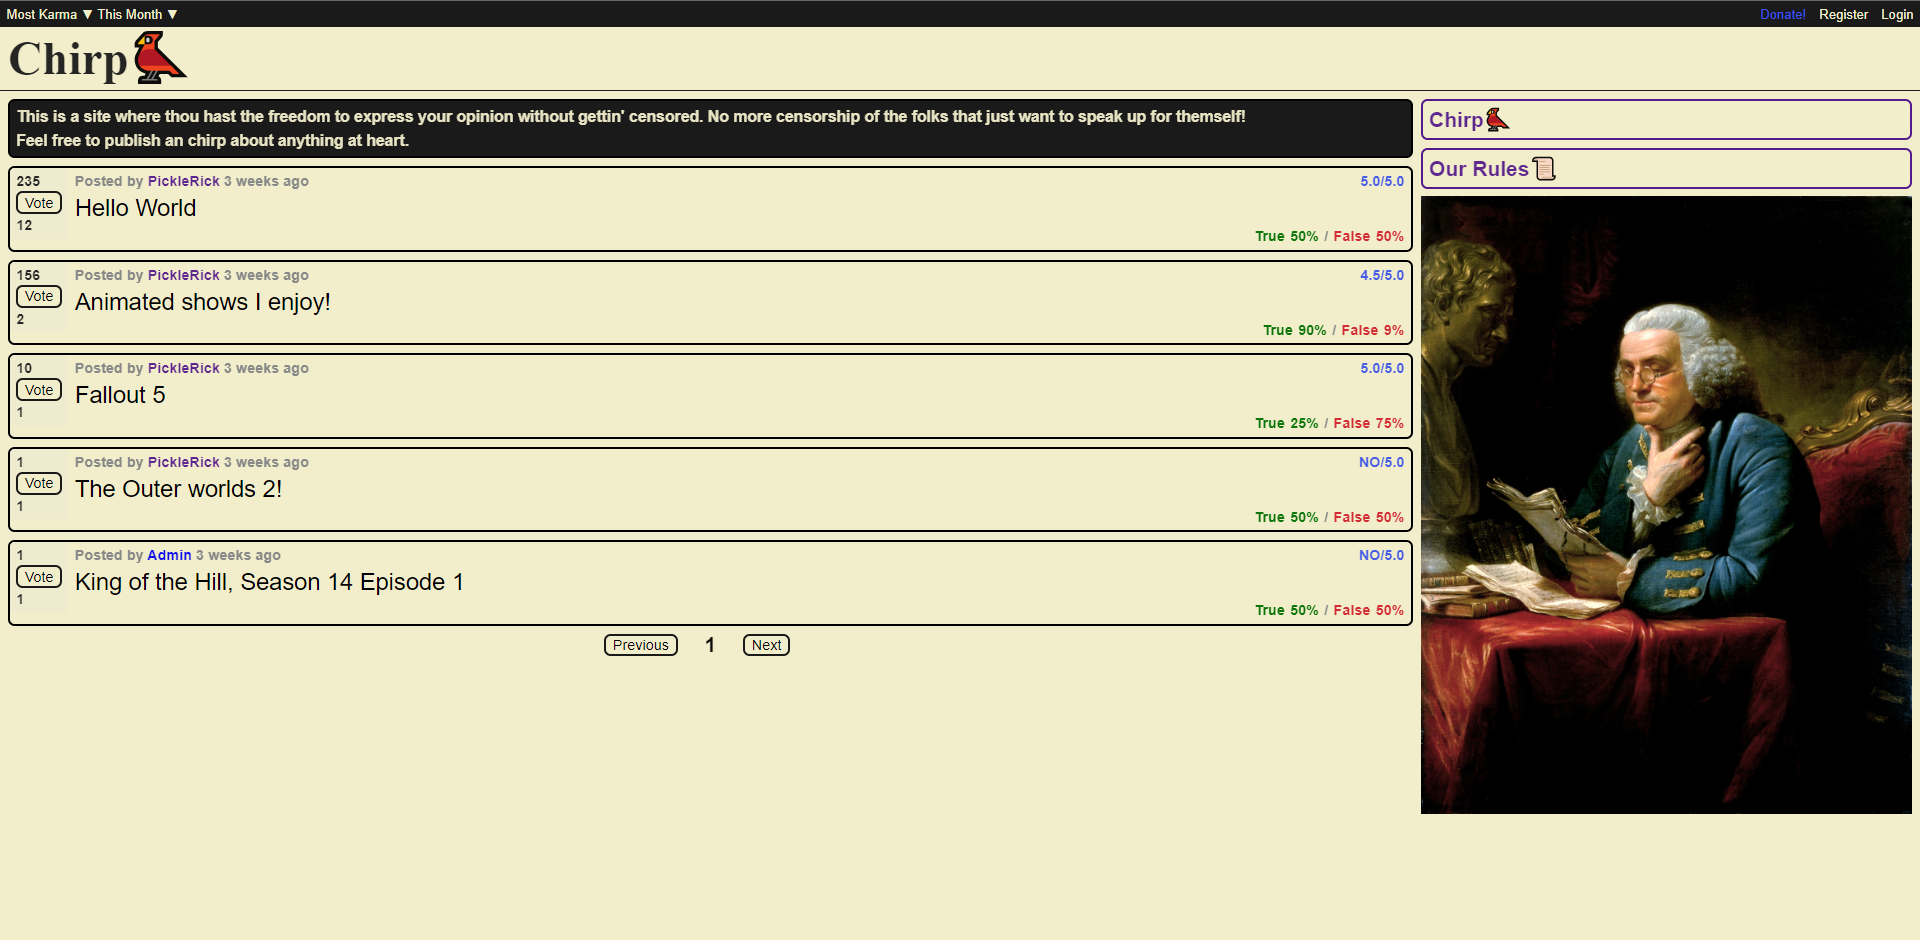 Most Karma ▼ This Month ▼ Donate! Register Login
Chirp
This is a site where thou hast the freedom to express your opinion without gettin' censored. No more censorship of the folks that just want to speak up for themself!
Feel free to publish an chirp about anything at heart.
235
Vote
12
Posted by PickleRick 3 weeks ago
Hello World
5.0/5.0
True 50% / False 50%
156
Vote
2
Posted by PickleRick 3 weeks ago
Animated shows I enjoy!
4.5/5.0
True 90% / False 9%
10
Vote
1
Posted by PickleRick 3 weeks ago
Fallout 5
5.0/5.0
True 25% / False 75%
1
Vote
1
Posted by PickleRick 3 weeks ago
The Outer worlds 2!
NO/5.0
True 50% / False 50%
1
Vote
1
Posted by Admin 3 weeks ago
King of the Hill, Season 14 Episode 1
NO/5.0
True 50% / False 50%
Previous 1 Next
Chirp
Our Rules